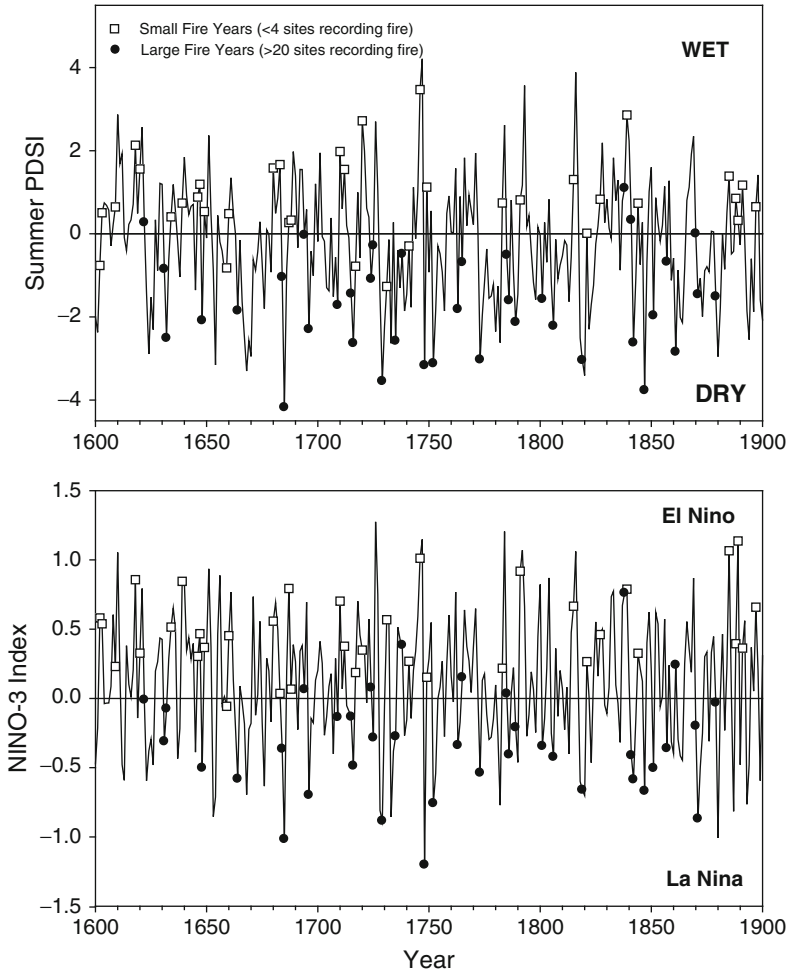 Small Fire Years (<4 sites recording fire)
Large Fire Years (>20 sites recording fire)
WET
4
2
0
−2
−4
Summer PDSI
DRY
1600 1650 1700 1750 1800 1850 1900
1.5
1.0
0.5
0.0
−0.5
−1.0
−1.5
NINO-3 Index
El Nino
La Nina
1600 1650 1700 1750 1800 1850 1900
Year